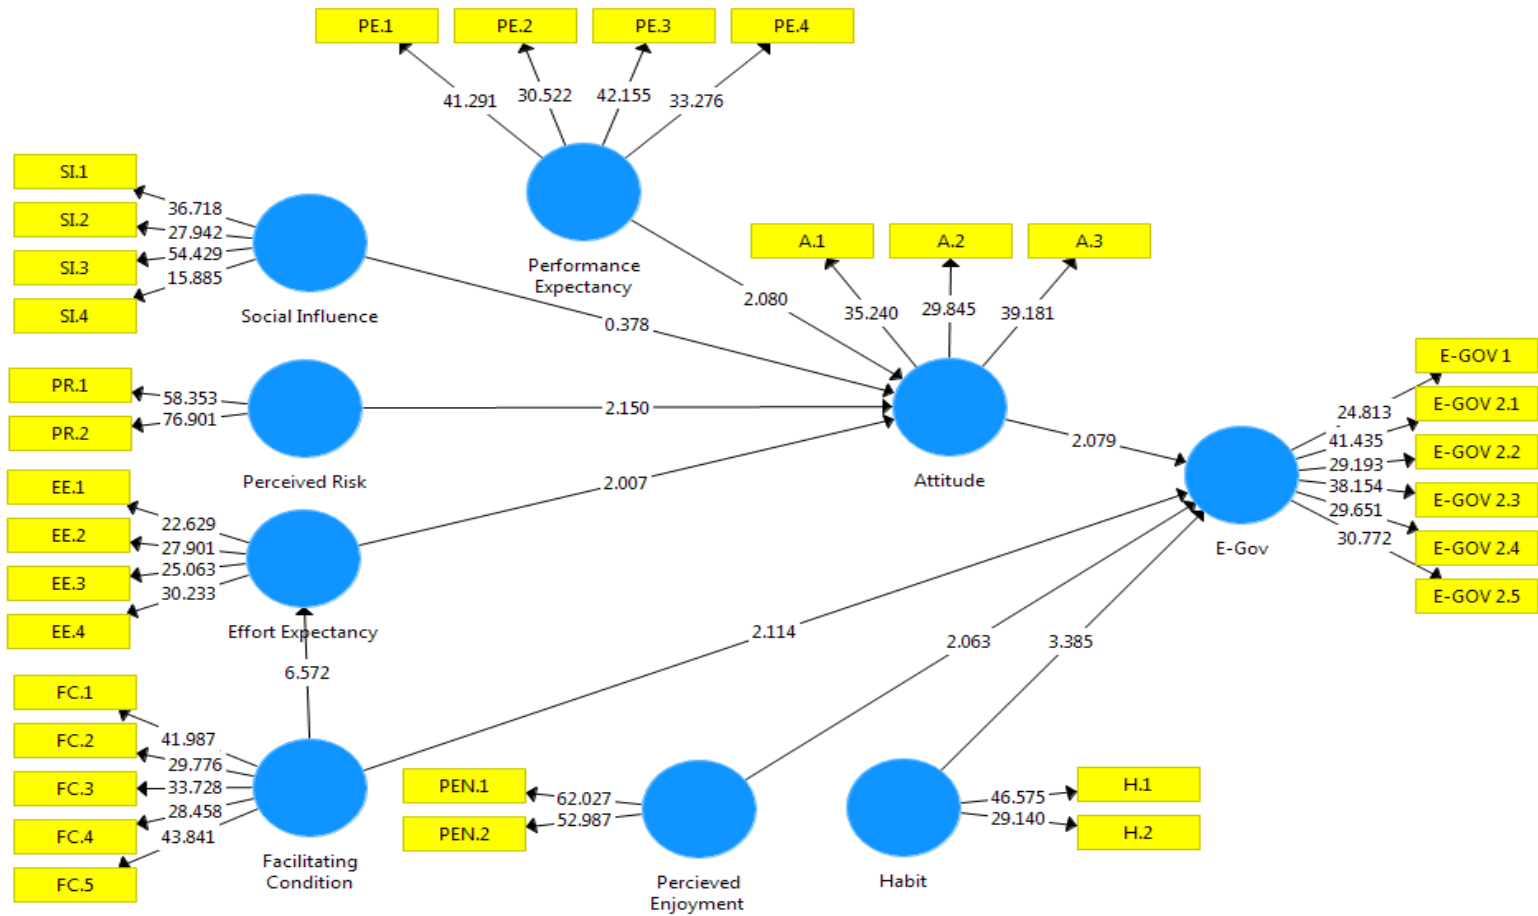 PE.1
PE.2
PE.3
PE.4
41.291
30.522
42.155
33.276
SI.1
SI.2
SI.3
SI.4
36.718
27.942
54.429
15.885
Social Influence
Performance
Expectancy
A.1
A.2
A.3
2.080
35.240
29.845
39.181
0.378
PR.1
PR.2
58.353
76.901
Perceived Risk
2.150
Attitude
2.079
E-GOV 1
E-GOV 2.1
E-GOV 2.2
E-GOV 2.3
E-GOV 2.4
E-GOV 2.5
24.813
41.435
29.193
38.154
29.651
30.772
E-Gov
EE.1
EE.2
EE.3
EE.4
22.629
27.901
25.063
30.233
Effort Expectancy
2.007
6.572
2.114
2.063
3.385
FC.1
FC.2
FC.3
FC.4
FC.5
41.987
29.776
33.728
28.458
43.841
Facilitating
Condition
PEN.1
PEN.2
62.027
52.987
Percieved
Enjoyment
Habit
46.575
29.140
H.1
H.2